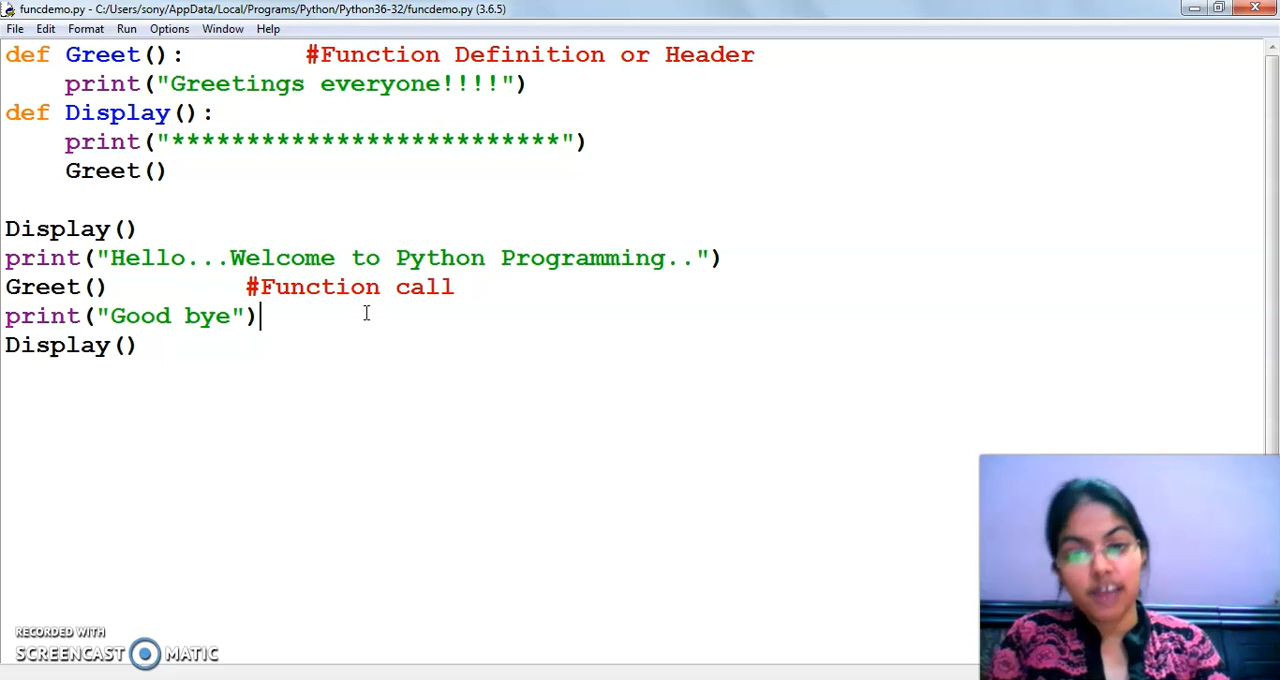 funcdemo.py - C:/Users/sony/AppData/Local/Programs/Python/Python36-32/funcdemo.py (3.6.5)
File Edit Format Run Options Window Help
def Greet(): #Function Definition or Header
print("Greetings everyone!!!!")
def Display():
print("**************************")
Greet()
Display()
print("Hello...Welcome to Python Programming..")
Greet() #Function call
print("Good bye")
Display()
RECORDED WITH
SCREENCAST MATIC